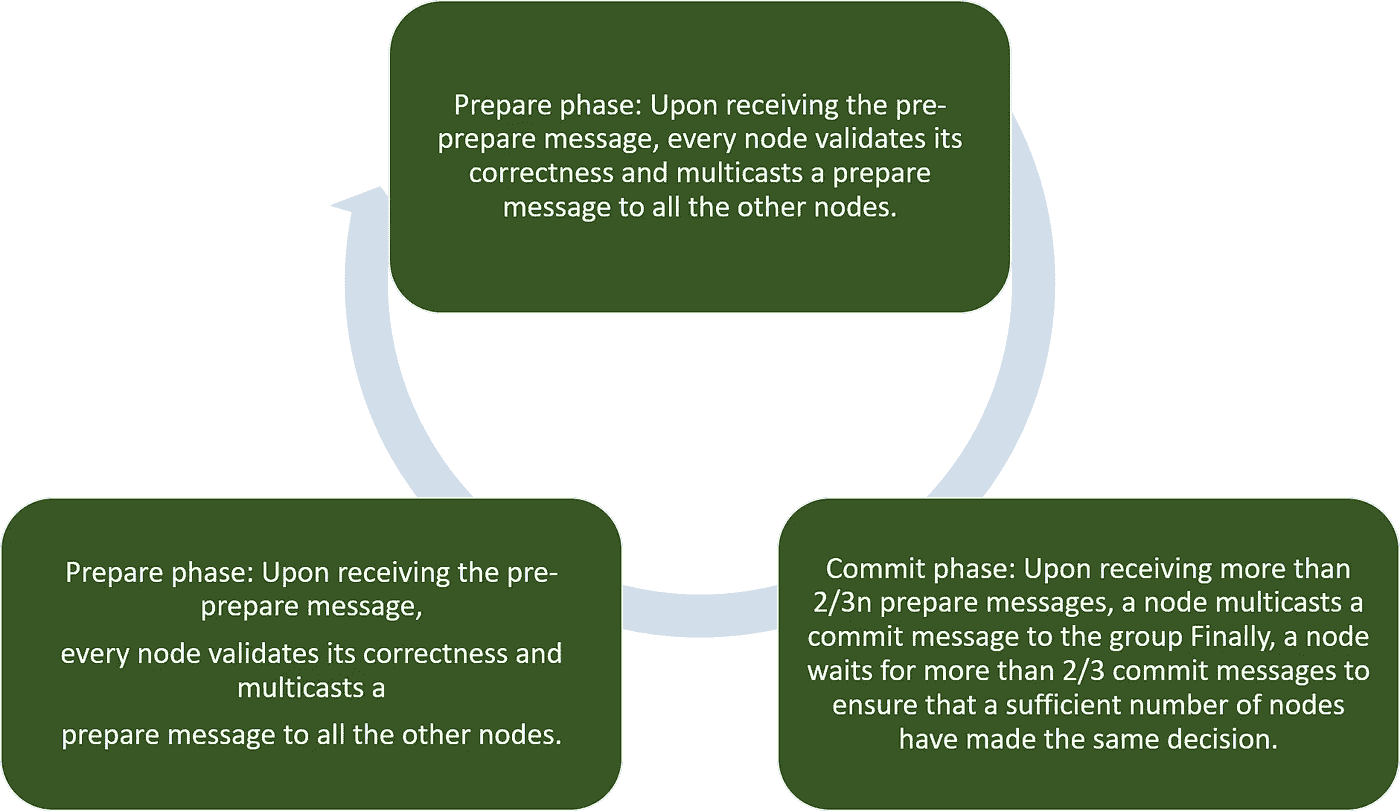 Prepare phase: Upon receiving the pre-
prepare message, every node validates its
correctness and multicasts a prepare
message to all the other nodes.
Prepare phase: Upon receiving the pre-
prepare message,
every node validates its correctness and
multicasts a
prepare message to all the other nodes.
Commit phase: Upon receiving more than
2/3n prepare messages, a node multicasts a
commit message to the group Finally, a node
waits for more than 2/3 commit messages to
ensure that a sufficient number of nodes
have made the same decision.